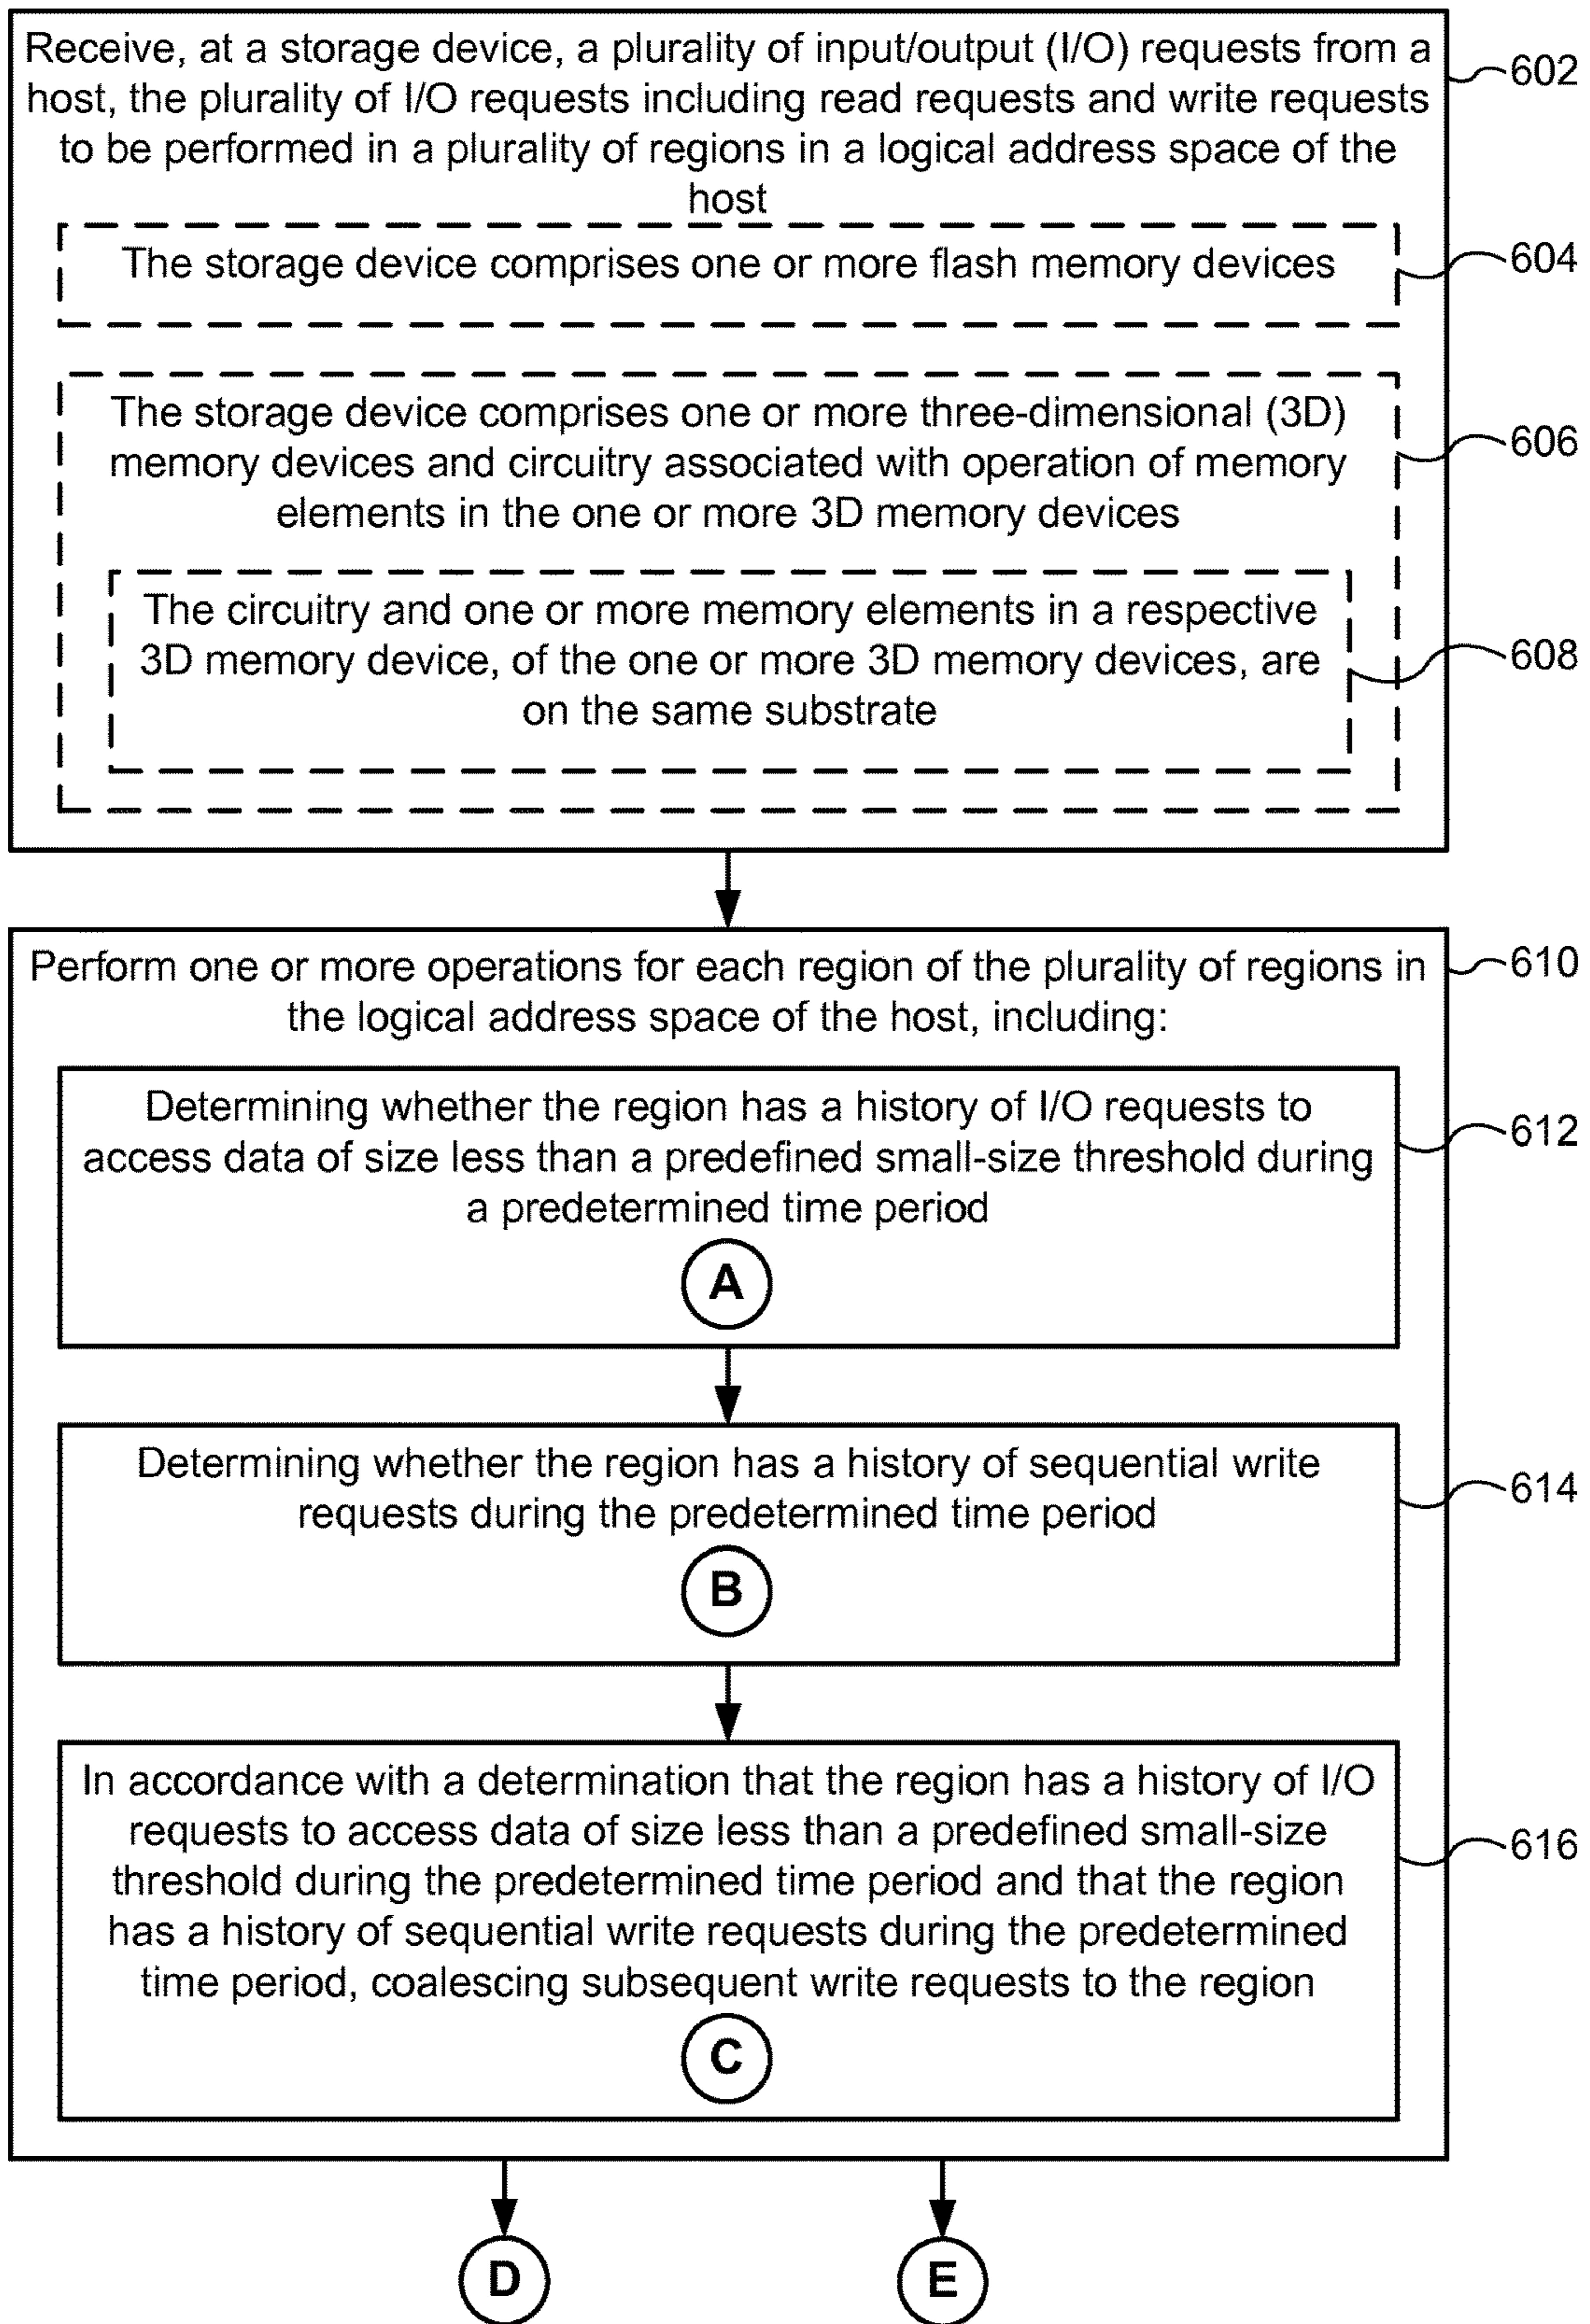 Receive, at a storage device, a plurality of input/output (I/O) requests from a
host, the plurality of I/O requests including read requests and write requests
to be performed in a plurality of regions in a logical address space of the
host
602
The storage device comprises one or more flash memory devices
604
The storage device comprises one or more three-dimensional (3D)
memory devices and circuitry associated with operation of memory
elements in the one or more 3D memory devices
606
The circuitry and one or more memory elements in a respective
3D memory device, of the one or more 3D memory devices, are
on the same substrate
608
Perform one or more operations for each region of the plurality of regions in
the logical address space of the host, including:
610
Determining whether the region has a history of I/O requests to
access data of size less than a predefined small-size threshold during
a predetermined time period
A
612
Determining whether the region has a history of sequential write
requests during the predetermined time period
B
614
In accordance with a determination that the region has a history of I/O
requests to access data of size less than a predefined small-size
threshold during the predetermined time period and that the region
has a history of sequential write requests during the predetermined
time period, coalescing subsequent write requests to the region
C
616
D
E